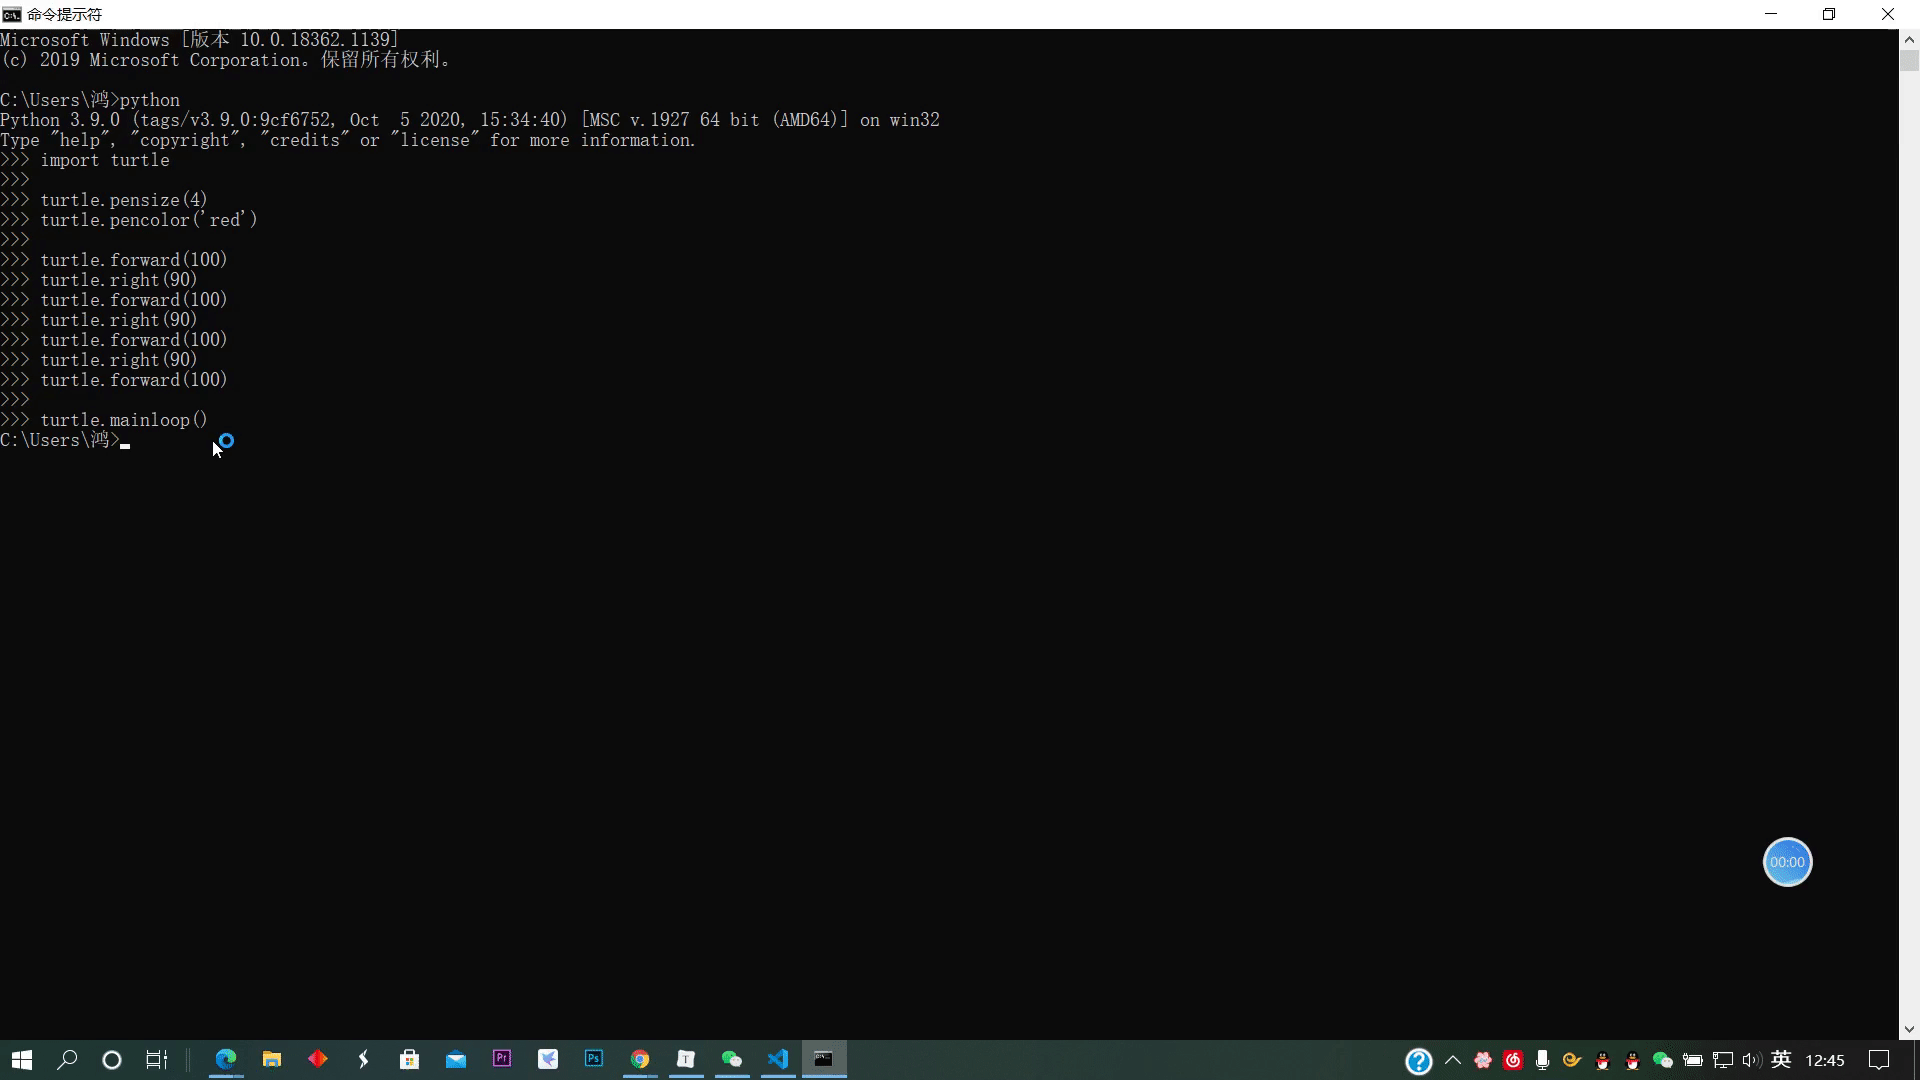 命令提示符
Microsoft Windows [版本 10.0.18362.1139]
(c) 2019 Microsoft Corporation。保留所有权利。
C:\Users\鸿>python
Python 3.9.0 (tags/v3.9.0:9cf6752, Oct  5 2020, 15:34:40) [MSC v.1927 64 bit (AMD64)] on win32
Type "help", "copyright", "credits" or "license" for more information.
>>> import turtle
>>>
>>> turtle.pensize(4)
>>> turtle.pencolor('red')
>>>
>>> turtle.forward(100)
>>> turtle.right(90)
>>> turtle.forward(100)
>>> turtle.right(90)
>>> turtle.forward(100)
>>> turtle.right(90)
>>> turtle.forward(100)
>>>
>>> turtle.mainloop()
C:\Users\鸿>
00:00
Pr
Ps
T
英
12:45